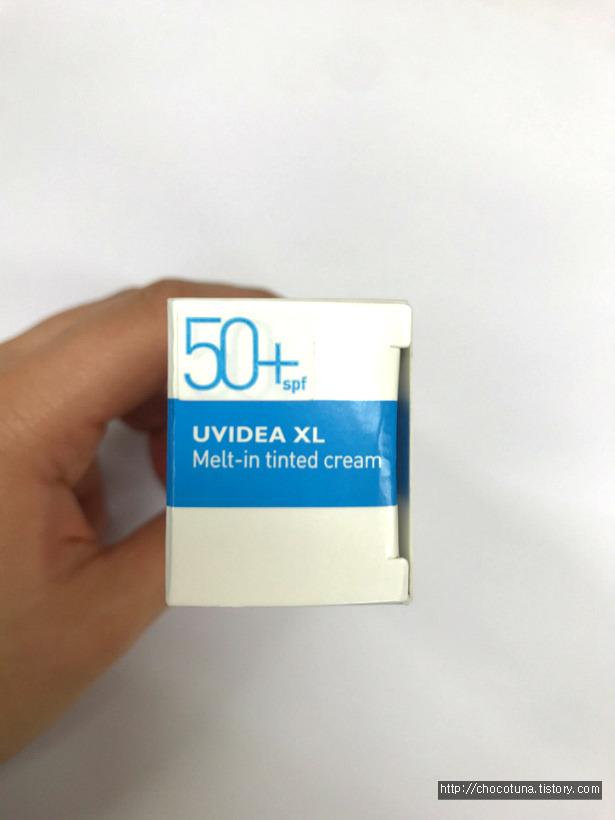 50+
spf
UVIDEA XL
Melt-in tinted cream
http://chocotuna.tistory.com